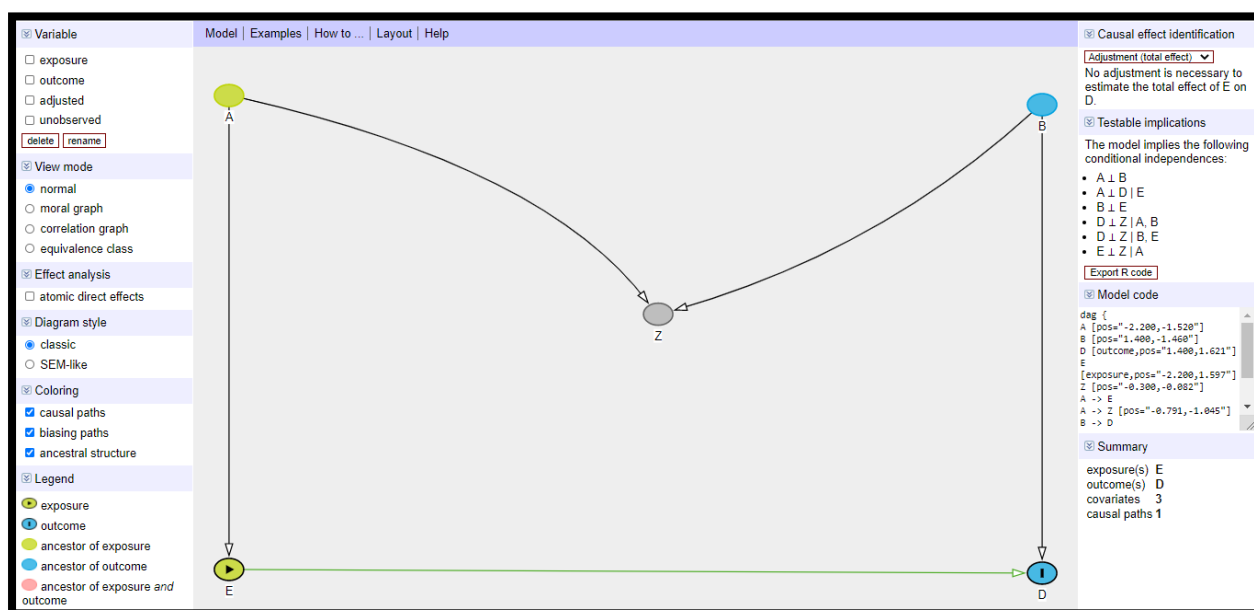 Variable
exposure
outcome
adjusted
unobserved
delete rename
View mode
normal
moral graph
correlation graph
equivalence class
Effect analysis
atomic direct effects
Diagram style
classic
SEM-like
Coloring
causal paths
biasing paths
ancestral structure
Legend
exposure
outcome
ancestor of exposure
ancestor of outcome
ancestor of exposure and
outcome
Model | Examples | How to ... | Layout | Help
A
B
Z
E
D
Causal effect identification
Adjustment (total effect)
No adjustment is necessary to
estimate the total effect of E on
D.
Testable implications
The model implies the following
conditional independences:
• A ⊥ B
• A ⊥ D | E
• B ⊥ E
• D ⊥ Z | A, B
• D ⊥ Z | B, E
• E ⊥ Z | A
Export R code
Model code
dag {
A [pos="-2.200,-1.520"]
B [pos="1.400,-1.460"]
D [outcome,pos="1.400,1.621"]
E
[exposure,pos="-2.200,1.597"]
Z [pos="-0.300,-0.082"]
A -> E
A -> Z [pos="-0.791,-1.045"]
B -> D
Summary
exposure(s) E
outcome(s) D
covariates 3
causal paths 1